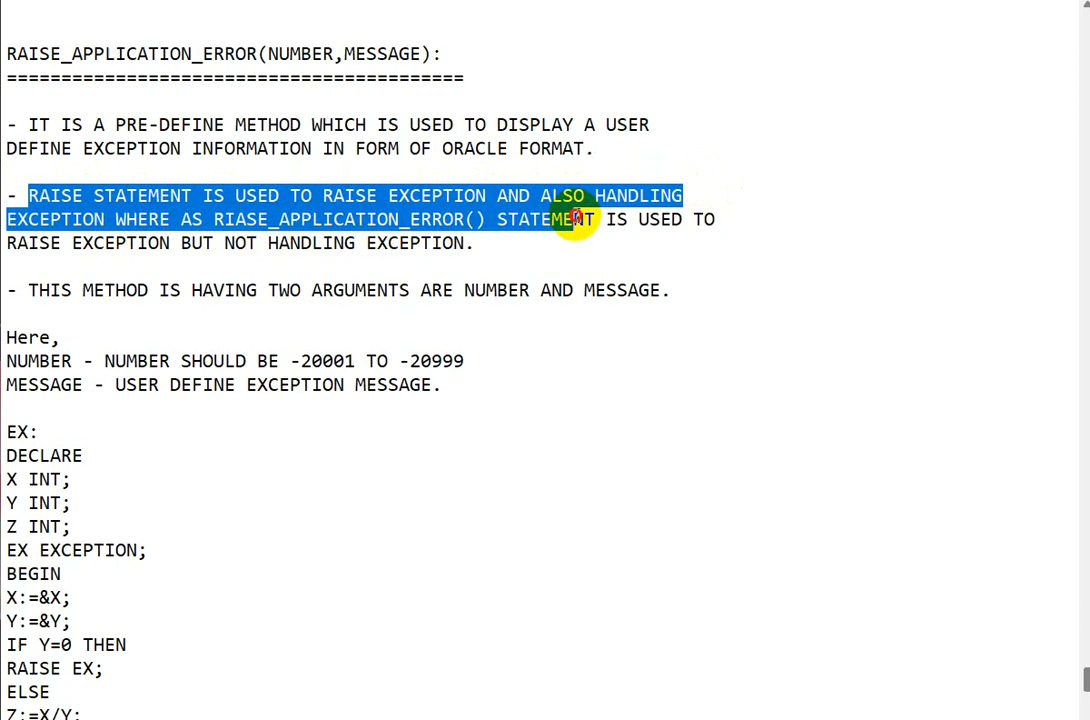 RAISE_APPLICATION_ERROR(NUMBER,MESSAGE):
==========================================
- IT IS A PRE-DEFINE METHOD WHICH IS USED TO DISPLAY A USER
DEFINE EXCEPTION INFORMATION IN FORM OF ORACLE FORMAT.
- RAISE STATEMENT IS USED TO RAISE EXCEPTION AND ALSO HANDLING
EXCEPTION WHERE AS RIASE_APPLICATION_ERROR() STATEMENT IS USED TO
RAISE EXCEPTION BUT NOT HANDLING EXCEPTION.
- THIS METHOD IS HAVING TWO ARGUMENTS ARE NUMBER AND MESSAGE.
Here,
NUMBER - NUMBER SHOULD BE -20001 TO -20999
MESSAGE - USER DEFINE EXCEPTION MESSAGE.
EX:
DECLARE
X INT;
Y INT;
Z INT;
EX EXCEPTION;
BEGIN
X:=&X;
Y:=&Y;
IF Y=0 THEN
RAISE EX;
ELSE
Z:=X/Y;